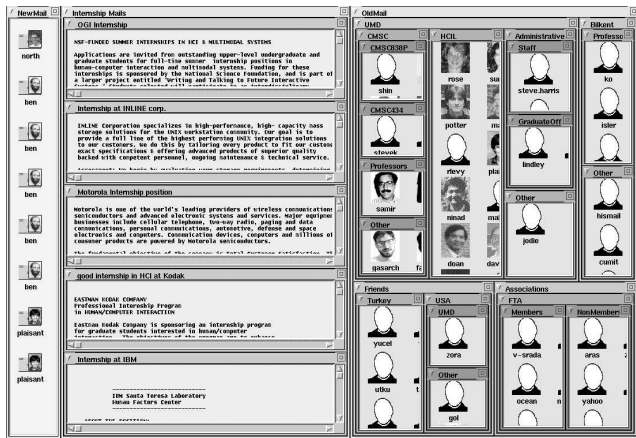 NewMail
north
ben
ben
ben
ben
ben
plaisant
plaisant
Internship Mails
OGI Internship
NSF-FUNDED SUMMER INTERNSHIPS IN HCI & MULTIMODAL SYSTEMS
Applications are invited from outstanding upper-level undergraduate and
graduate students for full-time summer internship positions in
human-computer interaction and multimodal systems. Funding for these
internships is sponsored by the National Science Foundation, and is part of
a larger project entitled 'Writing and Talking to Future Interactive
Internship at INLINE corp.
INLINE Corporation specializes in high-performance, high- capacity mass
storage solutions for the UNIX workstation community. Our goal is to
provide a full line of the highest performing UNIX integration solutions
to our customers. We do this by tailoring every product to fit our custome
exact specifications & offering advanced products of superior quality
backed with competent personnel, ongoing maintenance & technical service.
Motorola Internship position
Motorola is one of the world's leading providers of wireless communications
semiconductors and advanced electronic systems and services. Major equipme
businesses include cellular telephone, two-way radio, paging and data
communications, personal communications, automotive, defense and space
electronics and computers. Communication devices, computers and millions of
consumer products are powered by Motorola semiconductors.
good internship in HCI at Kodak
EASTMAN KODAK COMPANY
Professional Internship Program
in HUMAN/COMPUTER INTERACTION
Eastman Kodak Company is sponsoring an internship program
for graduate students interested in human/computer
Internship at IBM
IBM Santa Teresa Laboratory
Human Factors Center
OldMail
UMD
CMSC
CMSC838P
shin
CMSC434
stevek
Professors
samir
Other
gasarch
fa
HCIL
rose
su
potter
ma
rlevy
pla
ninad
mal
doan
dav
Administrative
Staff
steve.harris
GraduateOff
lindley
Other
jodie
Bilkent
Professo
ko
isler
Other
hismail
cumit
Friends
Turkey
yucel
utku
t
USA
UMD
zora
Other
gol
Associations
FTA
Members
v-srada
ocean
n
NonMembers
aras
z
yahoo